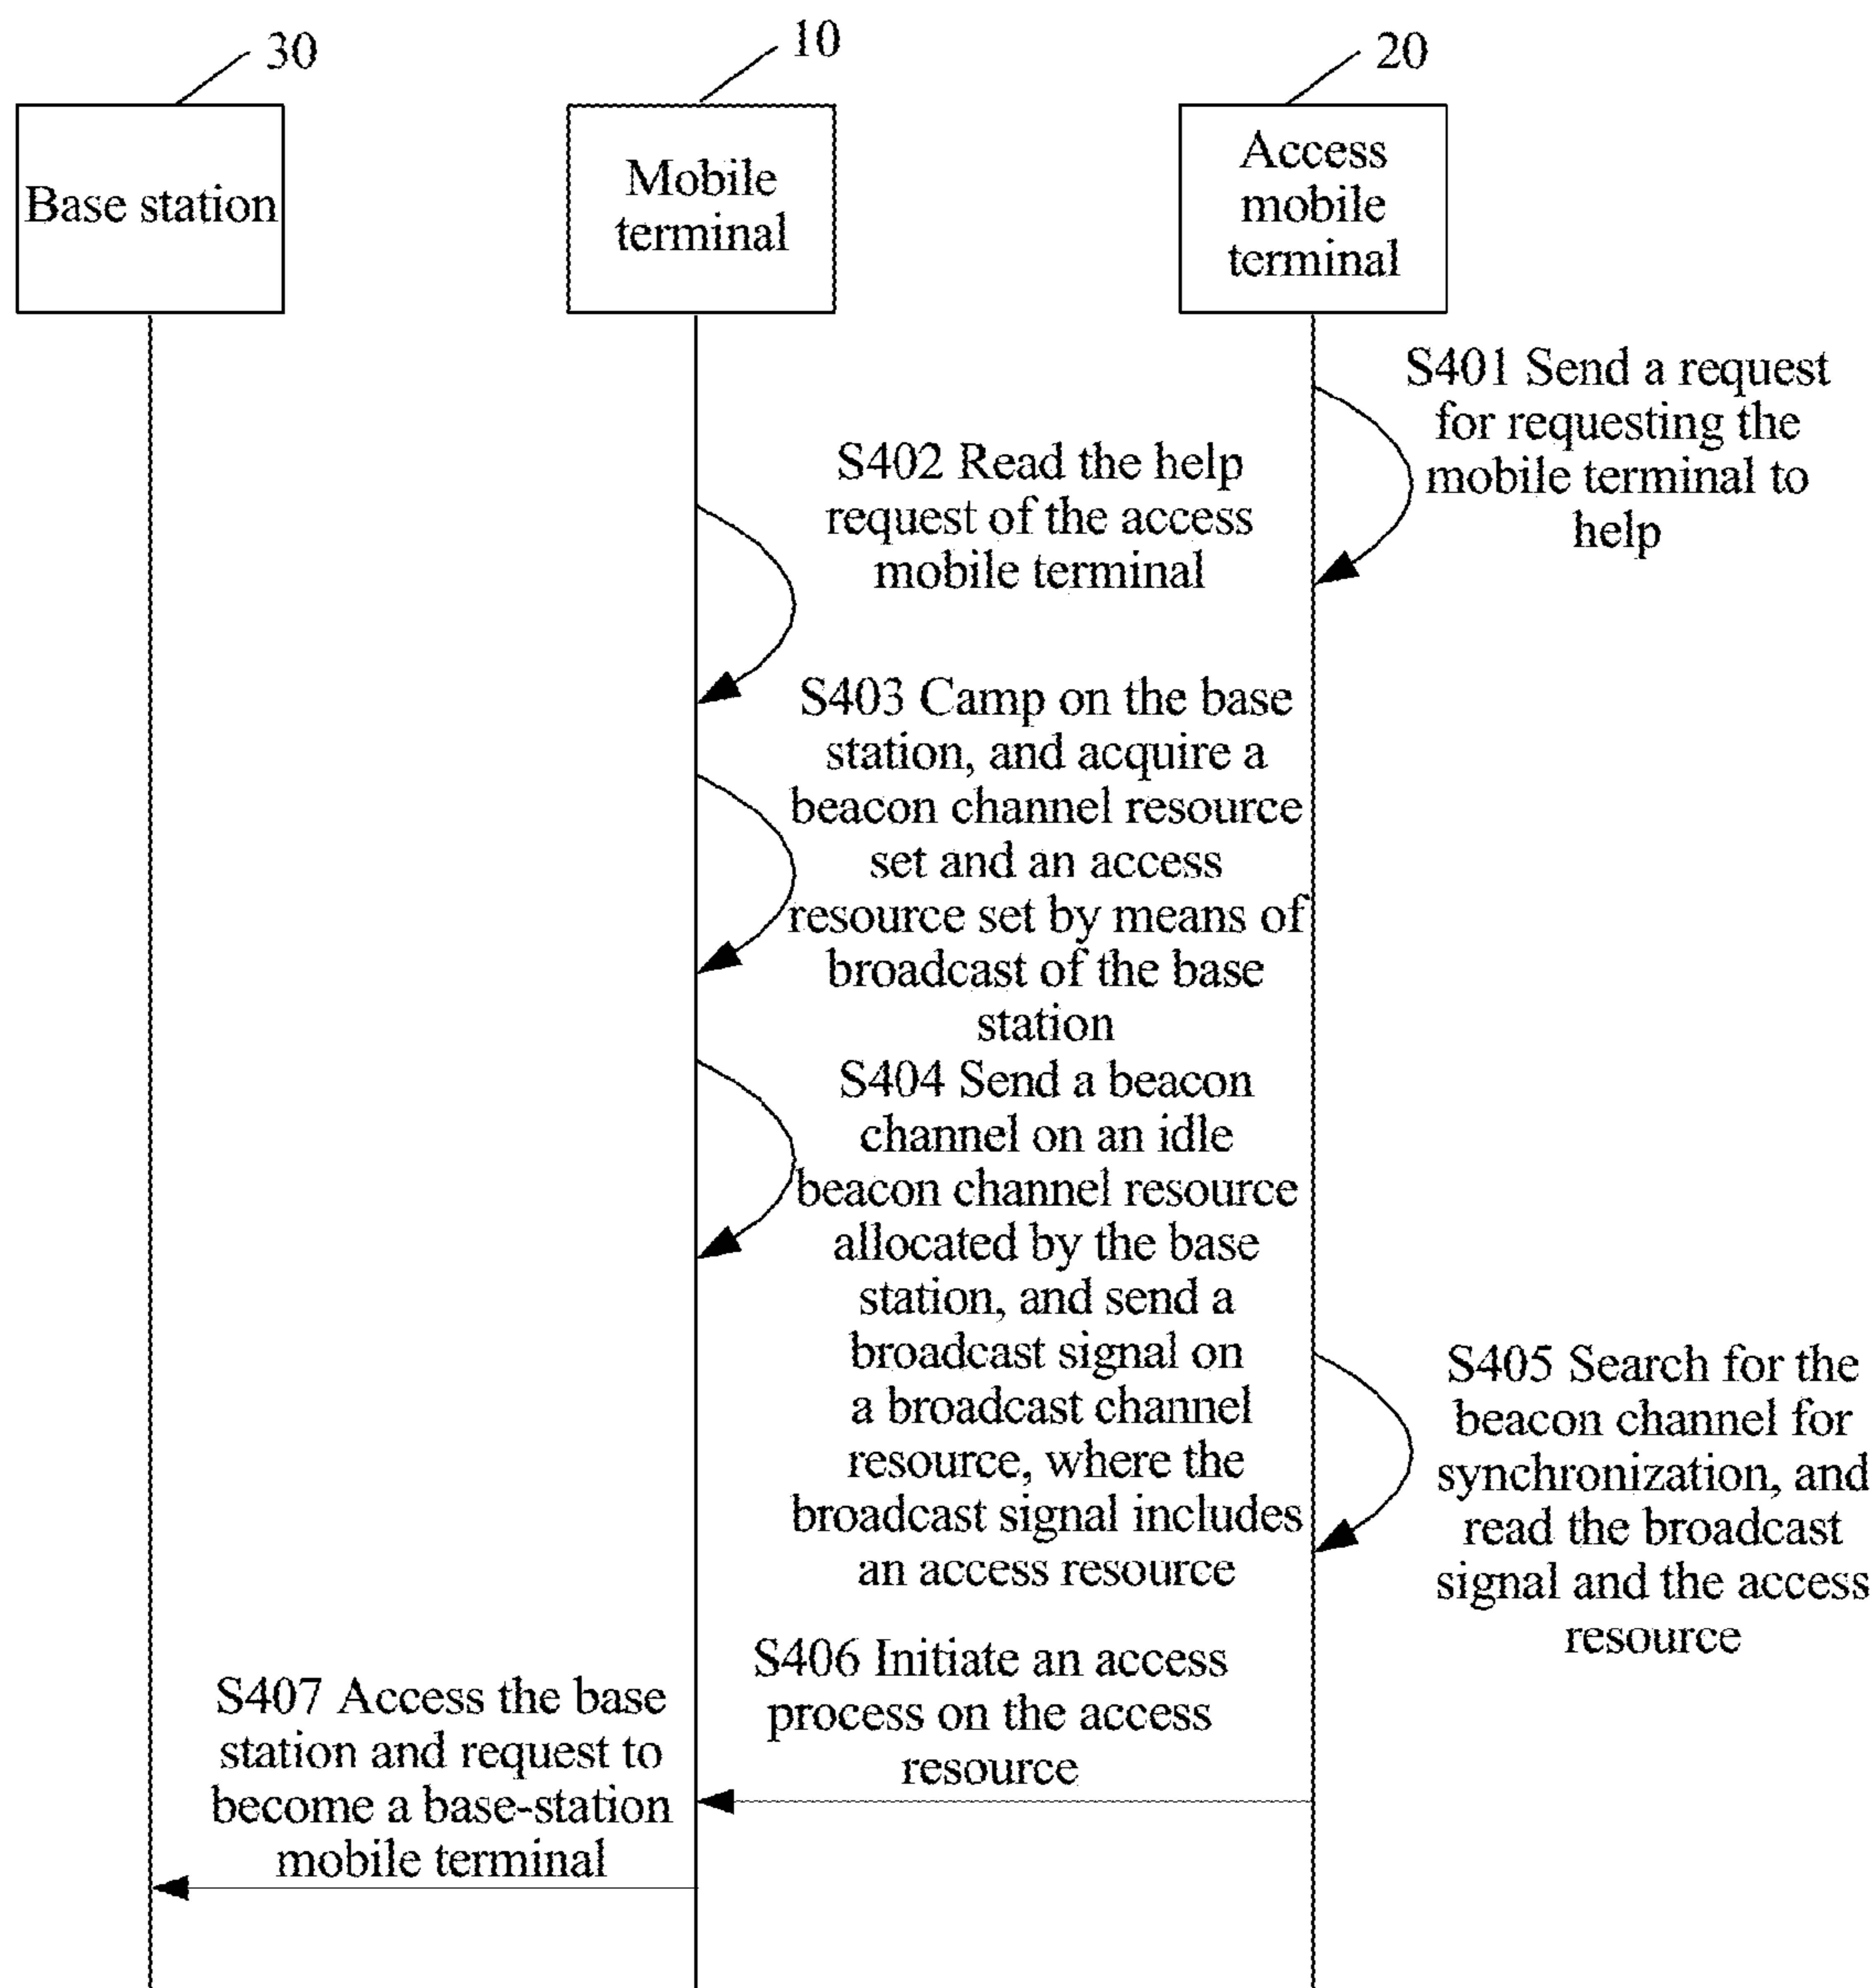 30
10
20
Base station
Mobile
terminal
Access
mobile
terminal
S401 Send a request
for requesting the
mobile terminal to
help
S402 Read the help
request of the access
mobile terminal
S403 Camp on the base
station, and acquire a
beacon channel resource
set and an access
resource set by means of
broadcast of the base
station
S404 Send a beacon
channel on an idle
beacon channel resource
allocated by the base
station, and send a
broadcast signal on
a broadcast channel
resource, where the
broadcast signal includes
an access resource
S405 Search for the
beacon channel for
synchronization, and
read the broadcast
signal and the access
resource
S406 Initiate an access
process on the access
resource
S407 Access the base
station and request to
become a base-station
mobile terminal